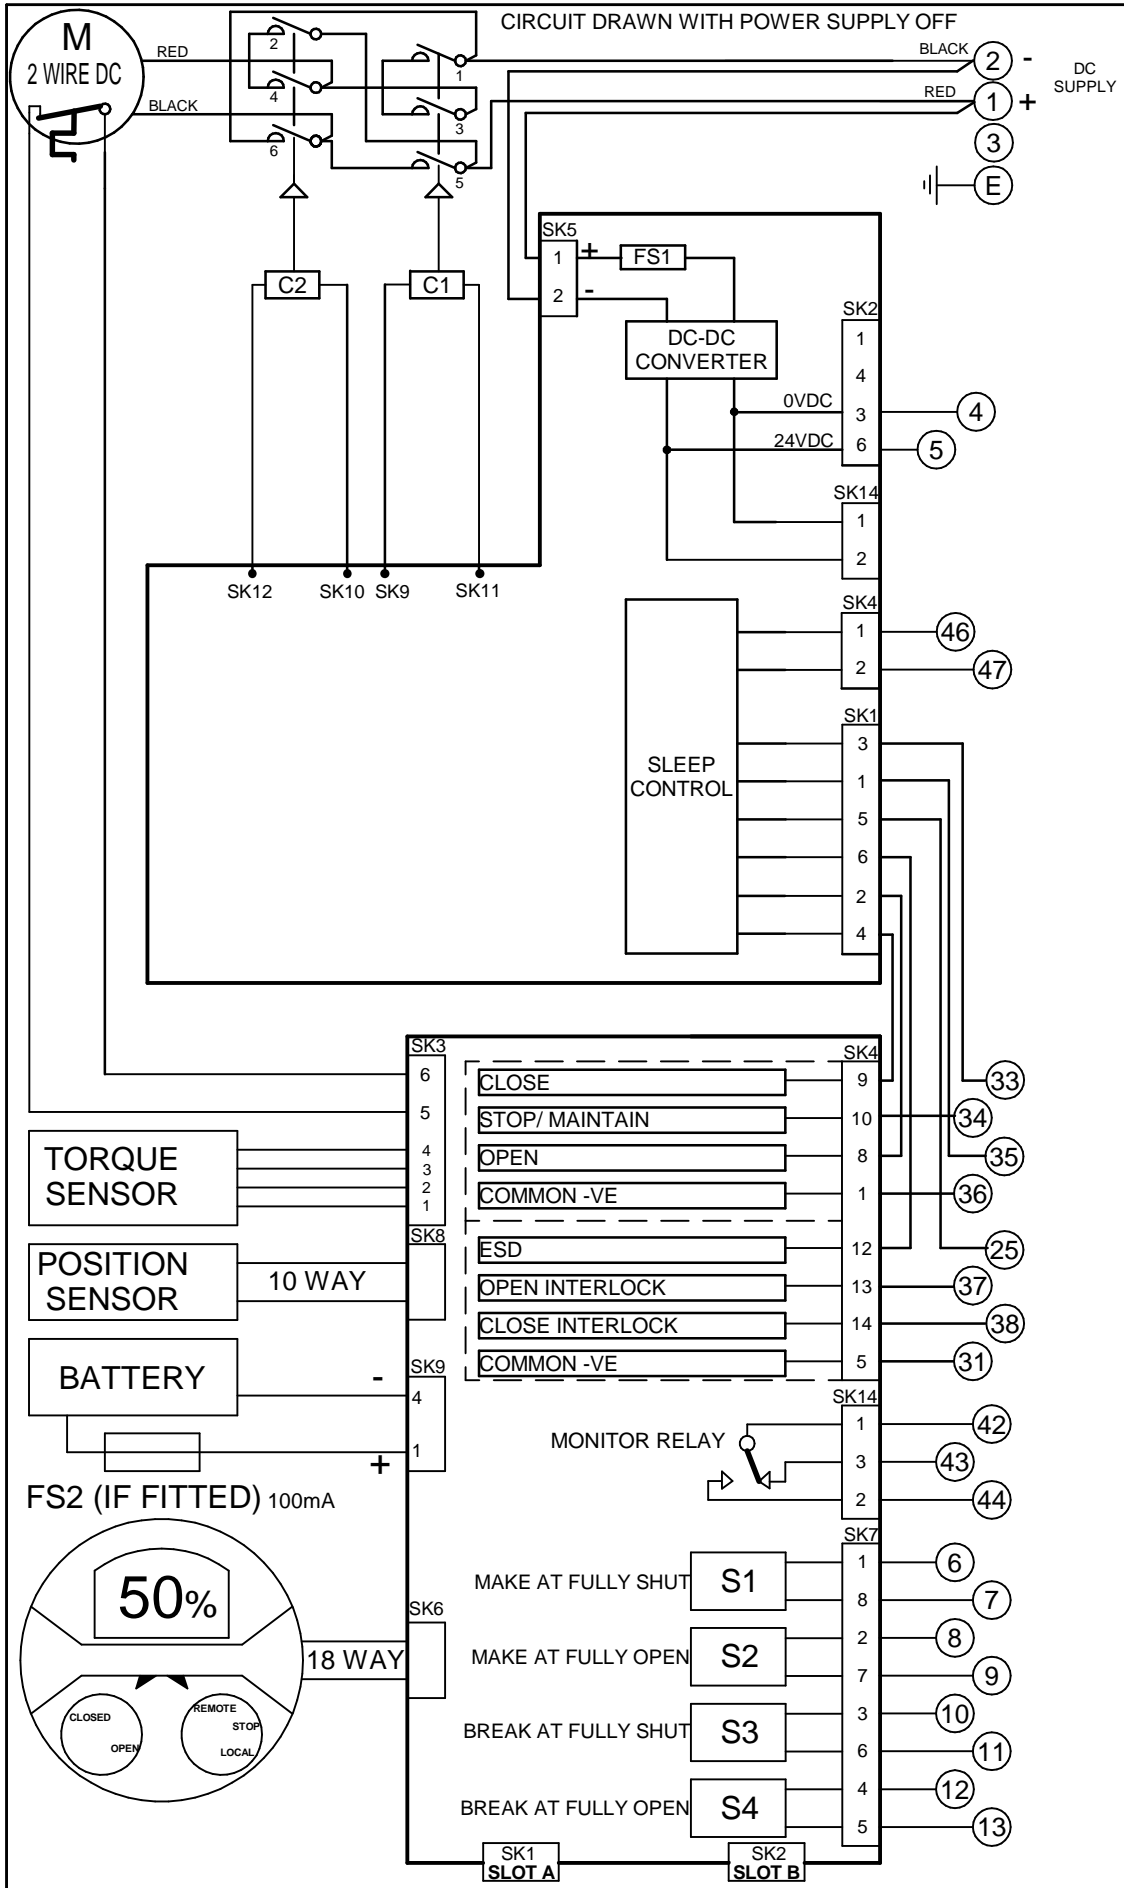 CIRCUIT DRAWN WITH POWER SUPPLY OFF
M
2 WIRE DC
RED
BLACK
2
4
6
1
3
5
BLACK
2
-
RED
1
+
DC
SUPPLY
3
E
C2
C1
SK5
1
+
FS1
2
-
DC-DC
CONVERTER
SK2
1
4
0VDC
3
4
24VDC
6
5
SK14
1
2
SK12
SK10
SK9
SK11
SLEEP
CONTROL
SK4
1
46
2
47
SK1
3
1
5
6
2
4
SK3
6
5
4
3
2
1
SK4
CLOSE
9
33
STOP/ MAINTAIN
10
34
OPEN
8
35
COMMON -VE
1
36
ESD
12
25
OPEN INTERLOCK
13
37
CLOSE INTERLOCK
14
38
COMMON -VE
5
31
TORQUE
SENSOR
SK8
POSITION
SENSOR
10 WAY
BATTERY
SK9
-
4
1
+
FS2 (IF FITTED) 100mA
SK14
MONITOR RELAY
1
42
3
43
2
44
SK7
MAKE AT FULLY SHUT
S1
1
6
8
7
MAKE AT FULLY OPEN
S2
2
8
7
9
BREAK AT FULLY SHUT
S3
3
10
6
11
BREAK AT FULLY OPEN
S4
4
12
5
13
50%
SK6
18 WAY
CLOSED
OPEN
REMOTE
STOP
LOCAL
SK1
SLOT A
SK2
SLOT B